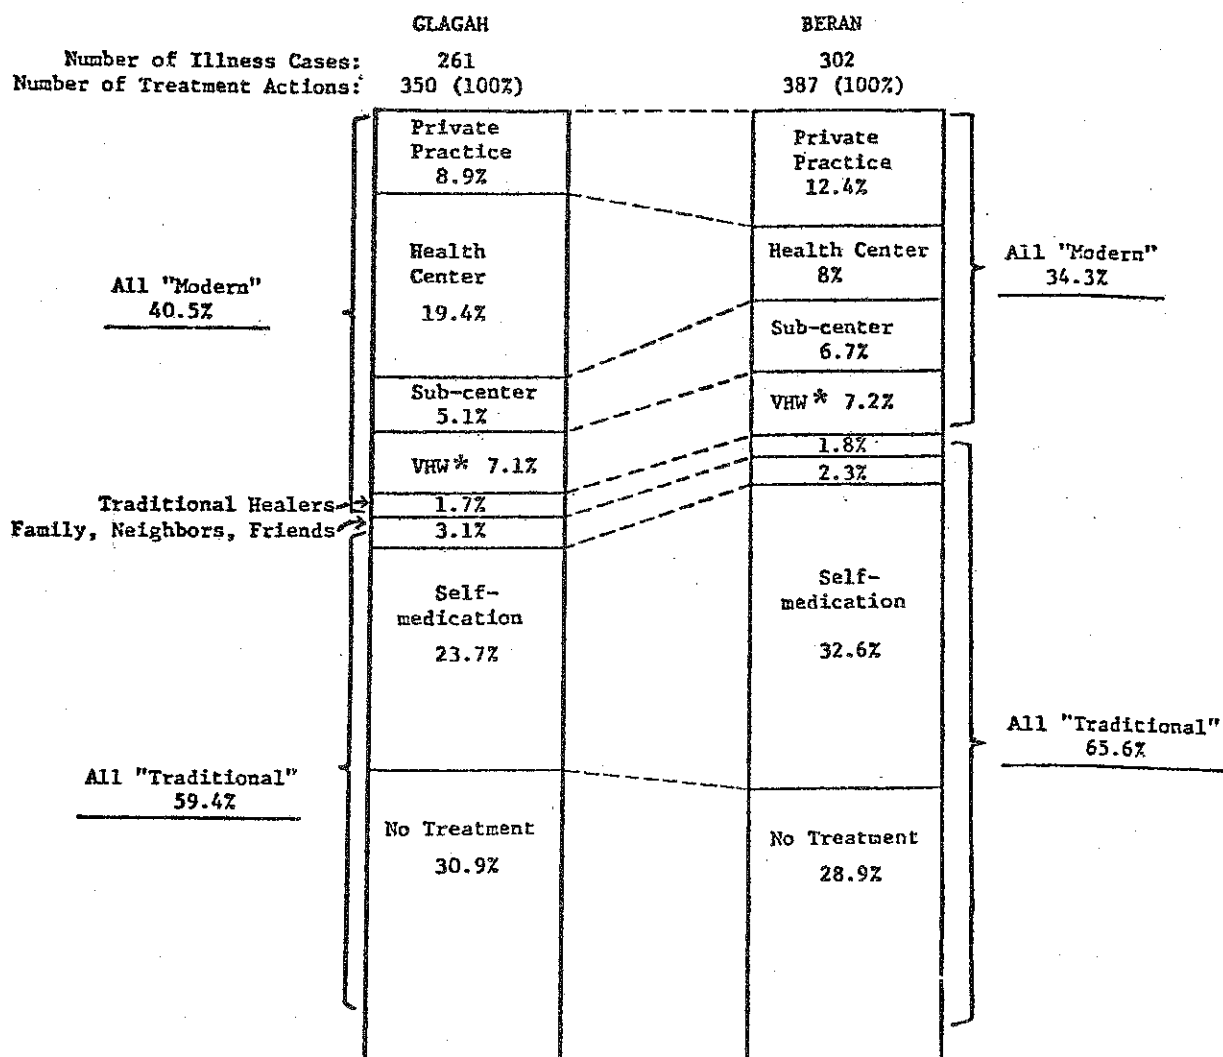 GLAGAH BERAN
Number of Illness Cases: 261 302
Number of Treatment Actions: 350 (100%) 387 (100%)
Private
Practice
8.9%
Health
Center
19.4%
Sub-center
5.1%
VHW* 7.1%
1.7%
3.1%
Self-
medication
23.7%
No Treatment
30.9%
All "Modern"
40.5%
Traditional Healers
Family, Neighbors, Friends
All "Traditional"
59.4%
Private
Practice
12.4%
Health Center
8%
Sub-center
6.7%
VHW* 7.2%
1.8%
2.3%
Self-
medication
32.6%
No Treatment
28.9%
All "Modern"
34.3%
All "Traditional"
65.6%